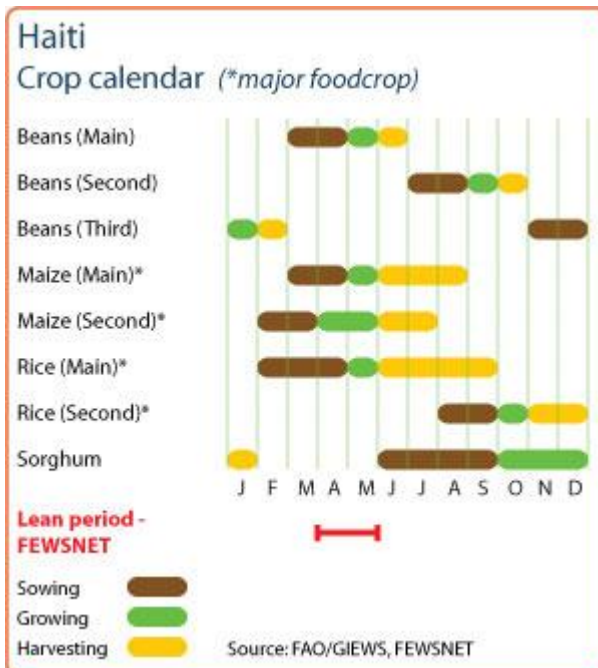 Haiti
Crop calendar (*major foodcrop)
Beans (Main)
Beans (Second)
Beans (Third)
Maize (Main)*
Maize (Second)*
Rice (Main)*
Rice (Second)*
Sorghum
J F M A M J J A S O N D
Lean period -
FEWSNET
Sowing
Growing
Harvesting
Source: FAO/GIEWS, FEWSNET